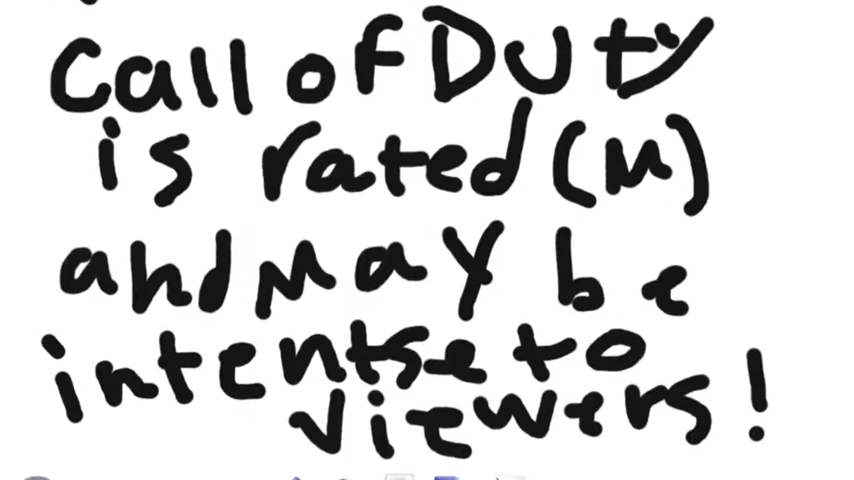 Call of Duty
is rated (M)
and May be
intentse to
viewers!